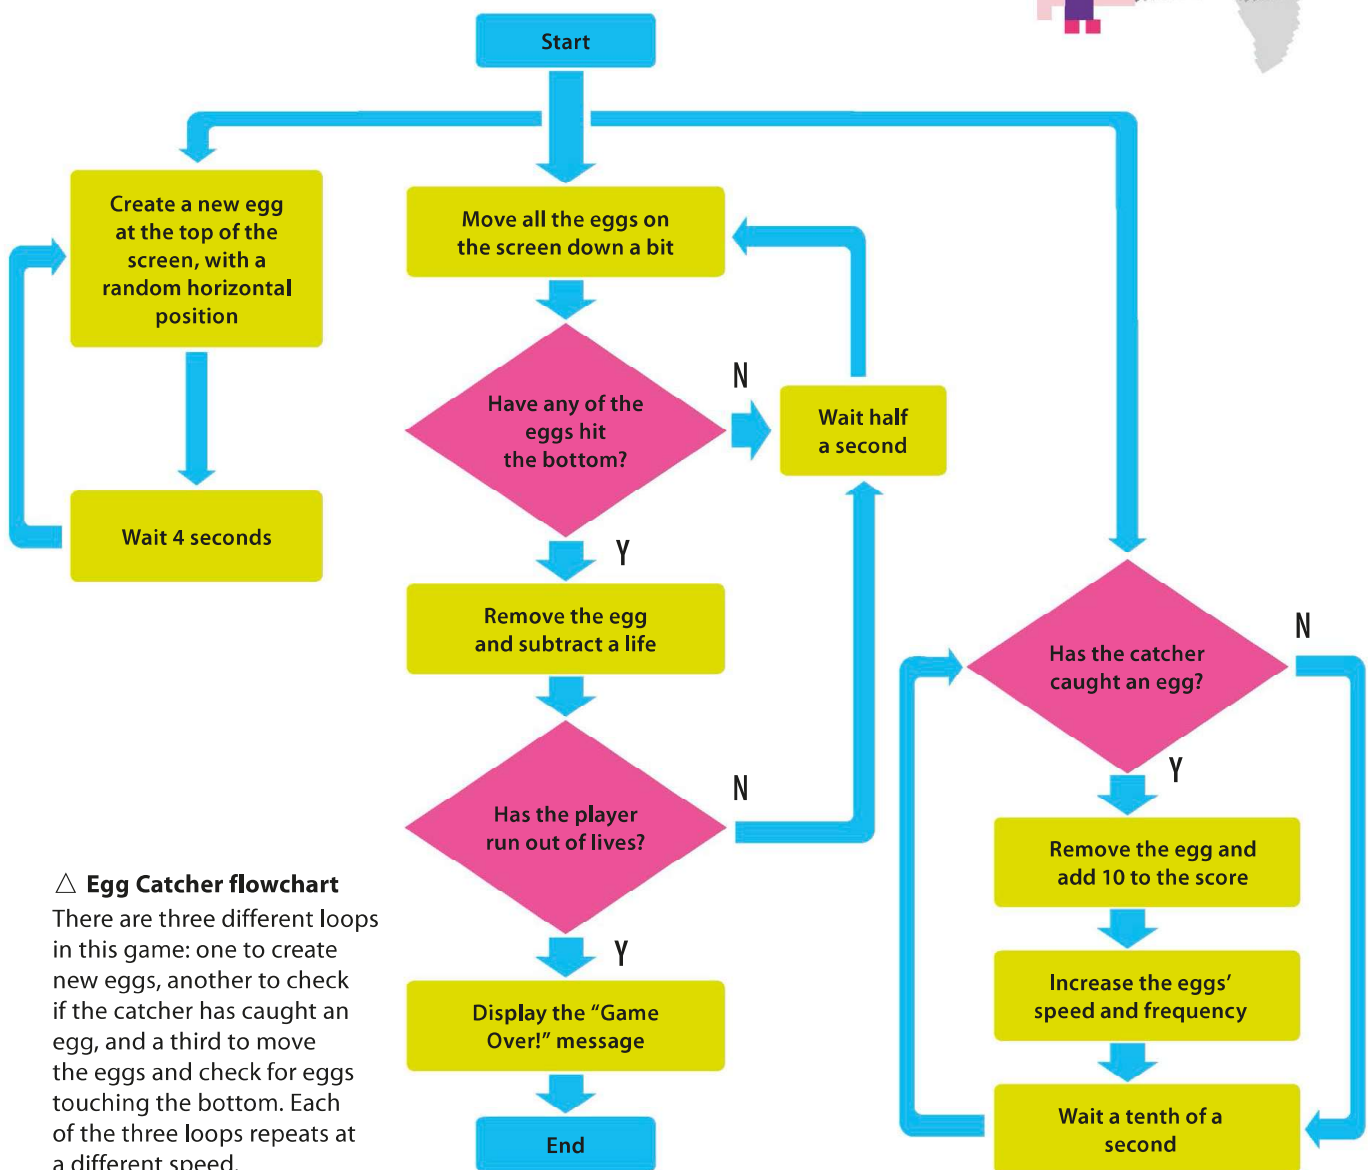 Start
Create a new egg
at the top of the
screen, with a
random horizontal
position
Wait 4 seconds
Move all the eggs on
the screen down a bit
Have any of the
eggs hit
the bottom?
N
Wait half
a second
Y
Remove the egg
and subtract a life
Has the player
run out of lives?
N
Y
Display the “Game
Over!” message
End
Has the catcher
caught an egg?
N
Y
Remove the egg and
add 10 to the score
Increase the eggs’
speed and frequency
Wait a tenth of a
second
△ Egg Catcher flowchart
There are three different loops
in this game: one to create
new eggs, another to check
if the catcher has caught an
egg, and a third to move
the eggs and check for eggs
touching the bottom. Each
of the three loops repeats at
a different speed.